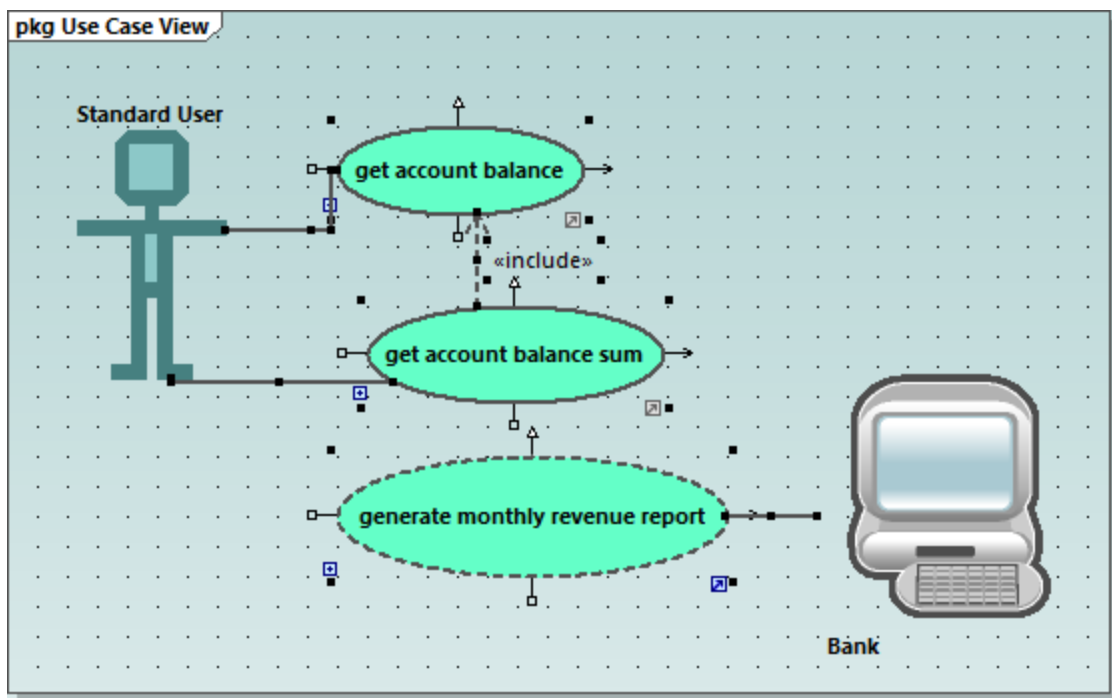 pkg Use Case View
Standard User
get account balance
«include»
get account balance sum
generate monthly revenue report
Bank